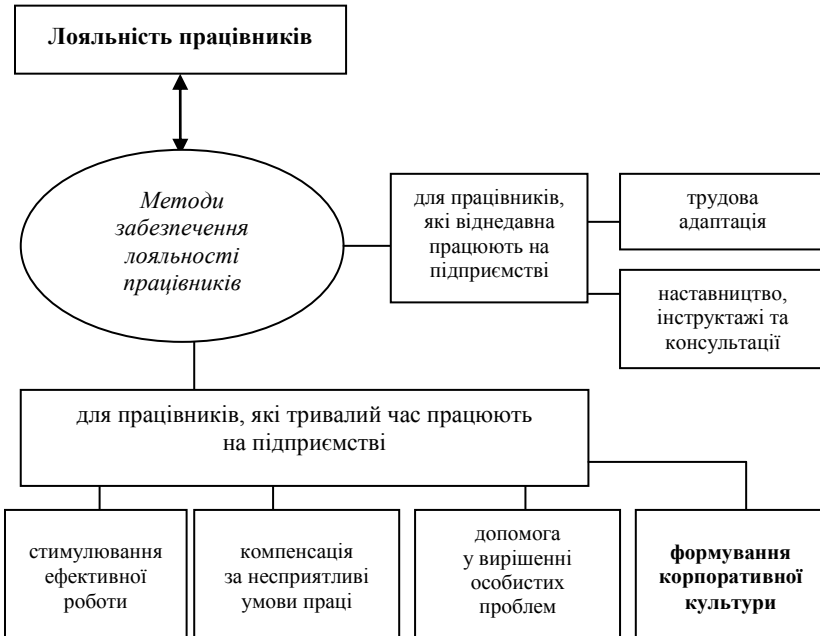 Лояльність працівників
Методи
забезпечення
лояльності
працівників
для працівників,
які віднедавна
працюють на
підприємстві
трудова
адаптація
наставництво,
інструктажі та
консультації
для працівників, які тривалий час працюють
на підприємстві
стимулювання
ефективної
роботи
компенсація
за несприятливі
умови праці
допомога
у вирішенні
особистих
проблем
формування
корпоративної
культури